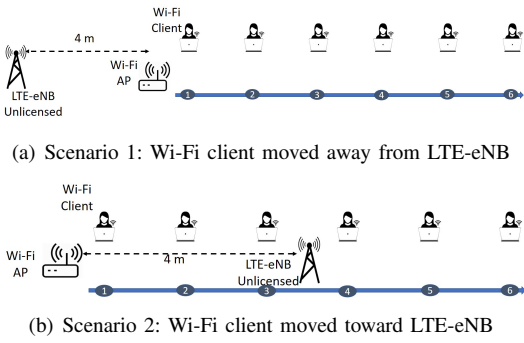 Wi-Fi
Client
4 m
Wi-Fi
AP
LTE-eNB
Unlicensed
1 2 3 4 5 6
(a) Scenario 1: Wi-Fi client moved away from LTE-eNB
Wi-Fi
Client
Wi-Fi
AP
4 m
LTE-eNB
Unlicensed
1 2 3 4 5 6
(b) Scenario 2: Wi-Fi client moved toward LTE-eNB